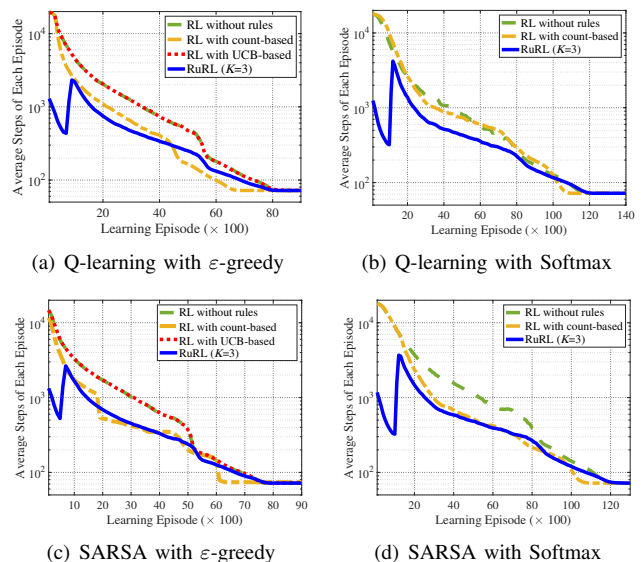 RL without rules
RL with count-based
RL with UCB-based
RuRL (K=3)
Average Steps of Each Episode
10^4
10^3
10^2
20 40 60 80
Learning Episode (× 100)
(a) Q-learning with ε-greedy
RL without rules
RL with count-based
RuRL (K=3)
Average Steps of Each Episode
10^4
10^3
10^2
20 40 60 80 100 120 140
Learning Episode (× 100)
(b) Q-learning with Softmax
RL without rules
RL with count-based
RL with UCB-based
RuRL (K=3)
Average Steps of Each Episode
10^4
10^3
10^2
10 20 30 40 50 60 70 80 90
Learning Episode (× 100)
(c) SARSA with ε-greedy
RL without rules
RL with count-based
RuRL (K=3)
Average Steps of Each Episode
10^4
10^3
10^2
20 40 60 80 100 120
Learning Episode (× 100)
(d) SARSA with Softmax